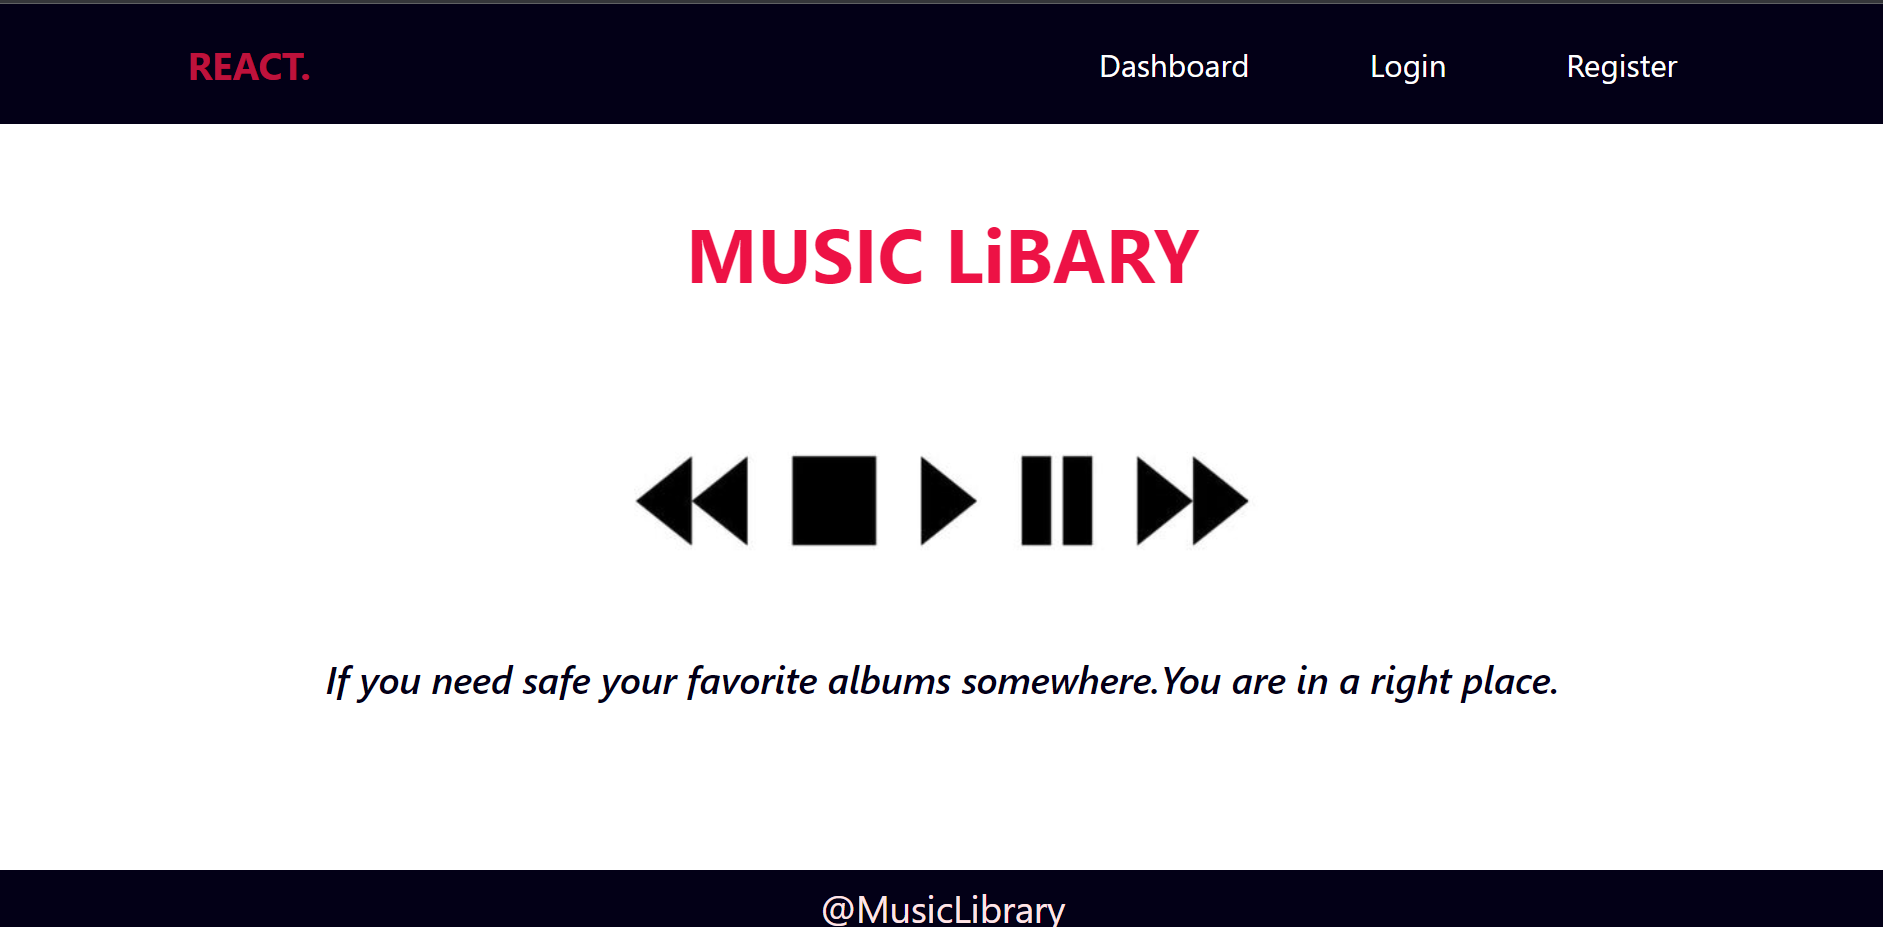 REACT. Dashboard Login Register
MUSIC LiBARY
If you need safe your favorite albums somewhere.You are in a right place.
@MusicLibrary